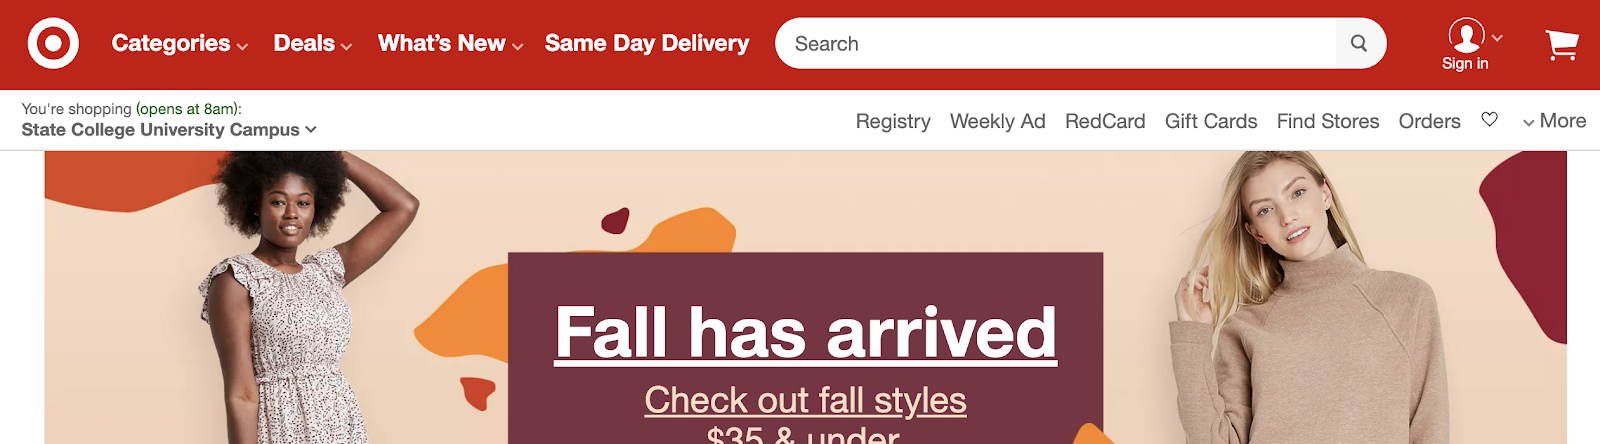 Categories Deals What's New Same Day Delivery Search
Sign in
You're shopping (opens at 8am):
State College University Campus
Registry Weekly Ad RedCard Gift Cards Find Stores Orders More
Fall has arrived
Check out fall styles
$35 & under